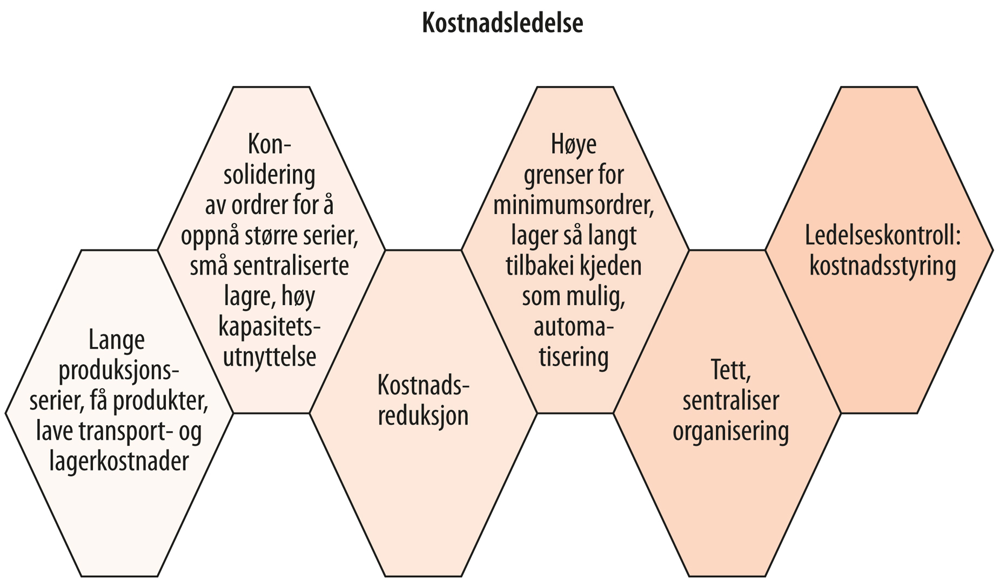 Kostnadsledelse
Lange
produksjons-
serier, få produkter,
lave transport- og
lagerkostnader
Kon-
solidering
av ordrer for å
oppnå større serier,
små sentraliserte
lagre, høy
kapasitets-
utnyttelse
Kostnads-
reduksjon
Høye
grenser for
minimumsordrer,
lager så langt
tilbakei kjeden
som mulig,
automa-
tisering
Tett,
sentraliser
organisering
Ledelseskontroll:
kostnadsstyring